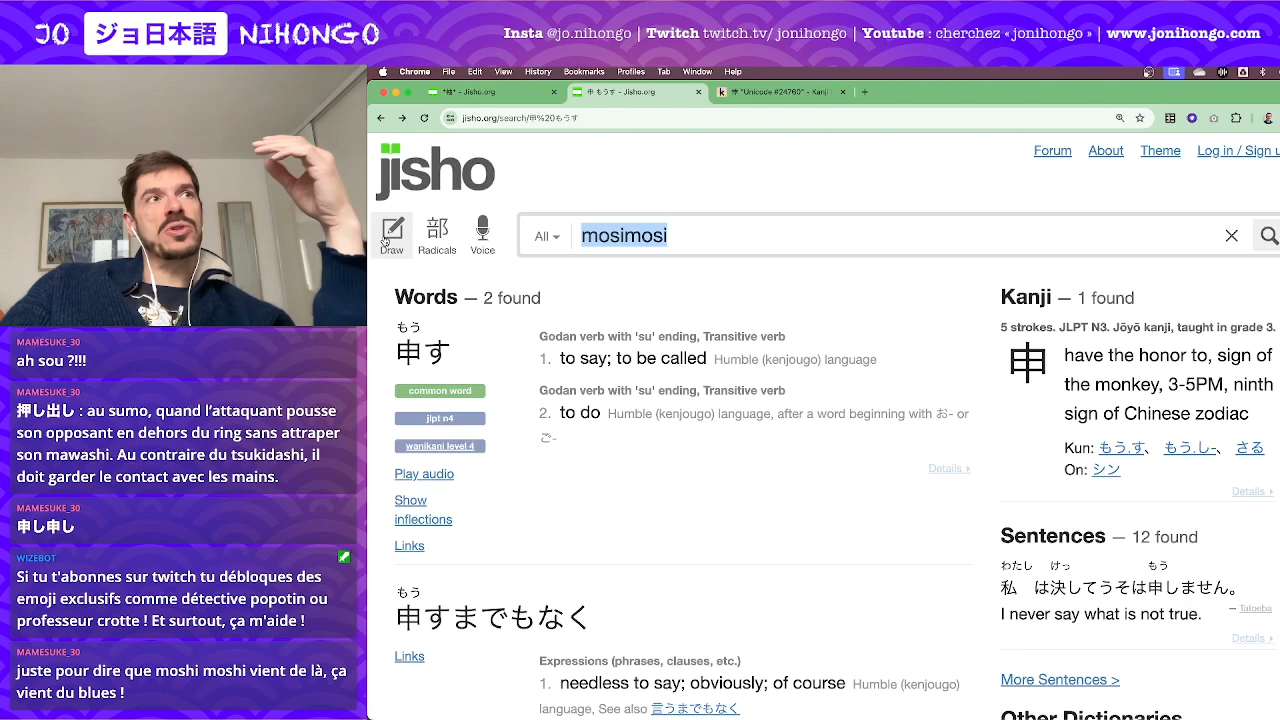 JO ジョ日本語 NIHONGO
Insta @jo.nihongo | Twitch twitch.tv/ jonihongo | Youtube : cherchez « jonihongo » | www.jonihongo.com
Chrome File Edit View History Bookmarks Profiles Tab Window Help
申 もうす - Jisho.org
jisho.org/search/申%20もうす
jisho
Forum About Theme Log in / Sign u
Draw Radicals Voice All mosimosi
Words — 2 found
もう
申す
common word
jlpt n4
wanikani level 4
Play audio
Show
inflections
Links
Godan verb with 'su' ending, Transitive verb
1. to say; to be called Humble (kenjougo) language
Godan verb with 'su' ending, Transitive verb
2. to do Humble (kenjougo) language, after a word beginning with お- or
ご-
Details
もう
申すまでもなく
Links
Expressions (phrases, clauses, etc.)
1. needless to say; obviously; of course Humble (kenjougo)
language, See also 言うまでもなく
Kanji — 1 found
5 strokes. JLPT N3. Jōyō kanji, taught in grade 3.
申
have the honor to, sign of
the monkey, 3-5PM, ninth
sign of Chinese zodiac
Kun: もう.す、 もう.し-、 さる
On: シン
Details
Sentences — 12 found
わたし けっ もう
私 は決してうそは申しません。
I never say what is not true. — Tatoeba
Details
More Sentences >
Other Dictionaries
MAMESUKE_30
ah sou ?!!!
MAMESUKE_30
押し出し : au sumo, quand l'attaquant pousse
son opposant en dehors du ring sans attraper
son mawashi. Au contraire du tsukidashi, il
doit garder le contact avec les mains.
MAMESUKE_30
申し申し
WIZEBOT
Si tu t'abonnes sur twitch tu débloques des
emoji exclusifs comme détective popotin ou
professeur crotte ! Et surtout, ça m'aide !
MAMESUKE_30
juste pour dire que moshi moshi vient de là, ça
vient du blues !